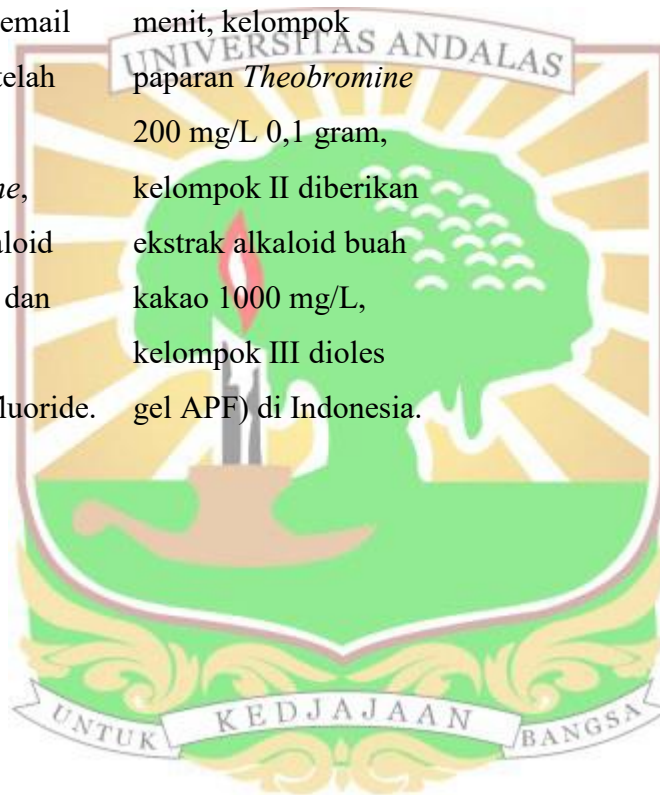 email menit, kelompok
UNIVERSITAS ANDALAS
elah paparan Theobromine
200 mg/L 0,1 gram,
ne, kelompok II diberikan
aloid ekstrak alkaloid buah
dan kakao 1000 mg/L,
kelompok III dioles
luoride. gel APF) di Indonesia.
UNTUK KEDJAJAAN BANGSA